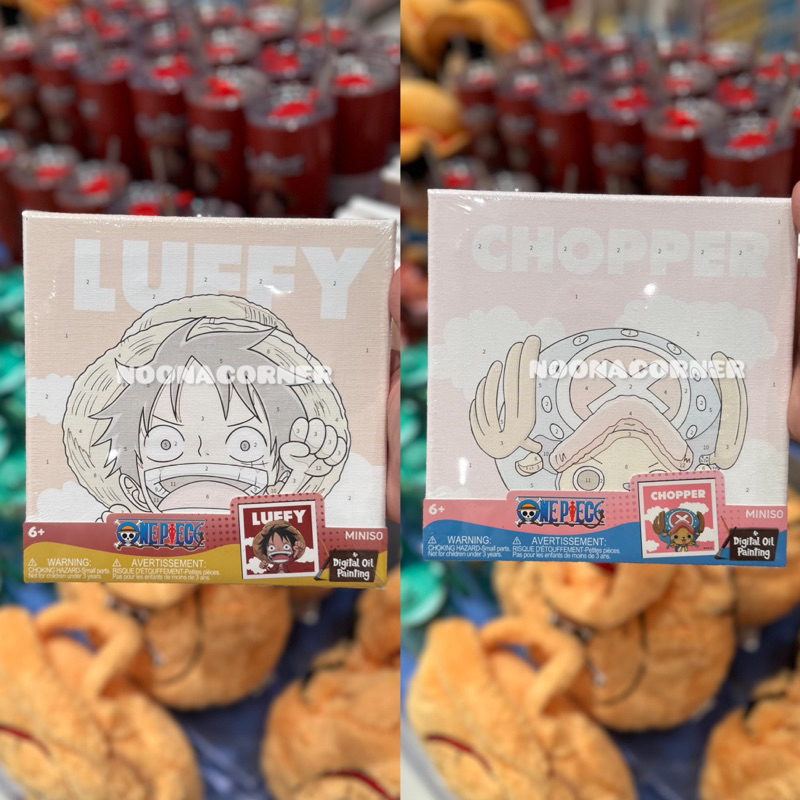 LUFFY
NOONACORNER
6+
ONE PIECE
LUFFY
MINISO
WARNING:
CHOKING HAZARD-Small parts.
Not for children under 3 years.
AVERTISSEMENT:
RISQUE D'ÉTOUFFEMENT-Petites pièces.
Pas pour les enfants de moins de 3 ans.
Digital Oil
Painting
CHOPPER
NOONACORNER
6+
ONE PIECE
CHOPPER
MINISO
WARNING:
CHOKING HAZARD-Small parts.
Not for children under 3 years.
AVERTISSEMENT:
RISQUE D'ÉTOUFFEMENT-Petites pièces.
Pas pour les enfants de moins de 3 ans.
Digital Oil
Painting